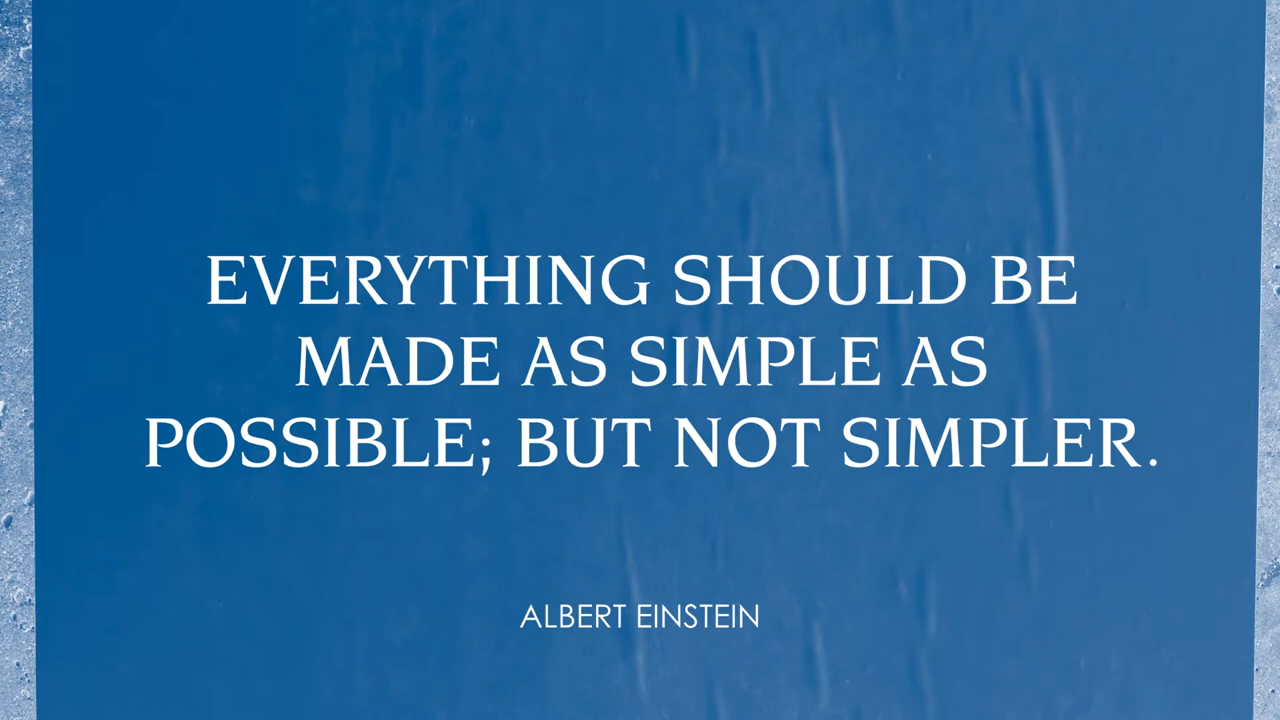 EVERYTHING SHOULD BE
MADE AS SIMPLE AS
POSSIBLE; BUT NOT SIMPLER.
ALBERT EINSTEIN